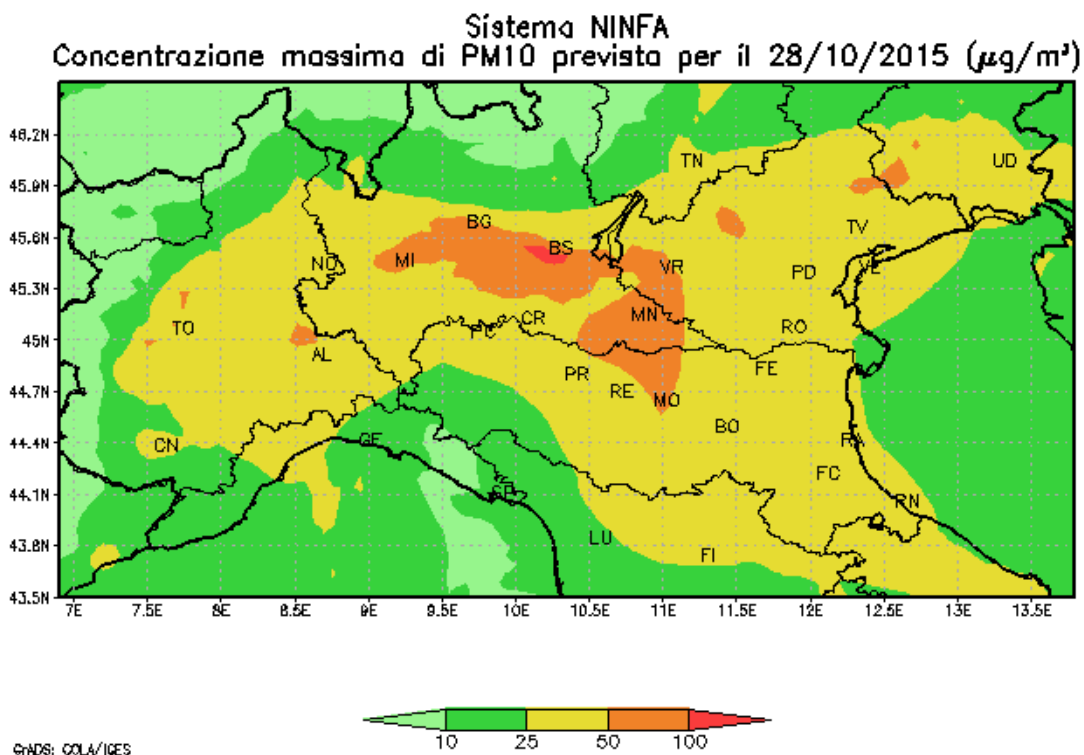 Sistema NINFA
Concentrazione massima di PM10 prevista per il 28/10/2015 (μg/m³)
46.2N
TN
UD
45.9N
BG
TV
45.6N
BS
MI
NO
VR
PD
VE
45.3N
MN
CR
TO
PC
RO
45N
AL
FE
PR
RE
44.7N
MO
BO
CN
GE
RA
44.4N
FC
SP
RN
44.1N
LU
43.8N
FI
43.5N
7E 7.5E 8E 8.5E 9E 9.5E 10E 10.5E 11E 11.5E 12E 12.5E 13E 13.5E
10 25 50 100
GrADS: COLA/IGES